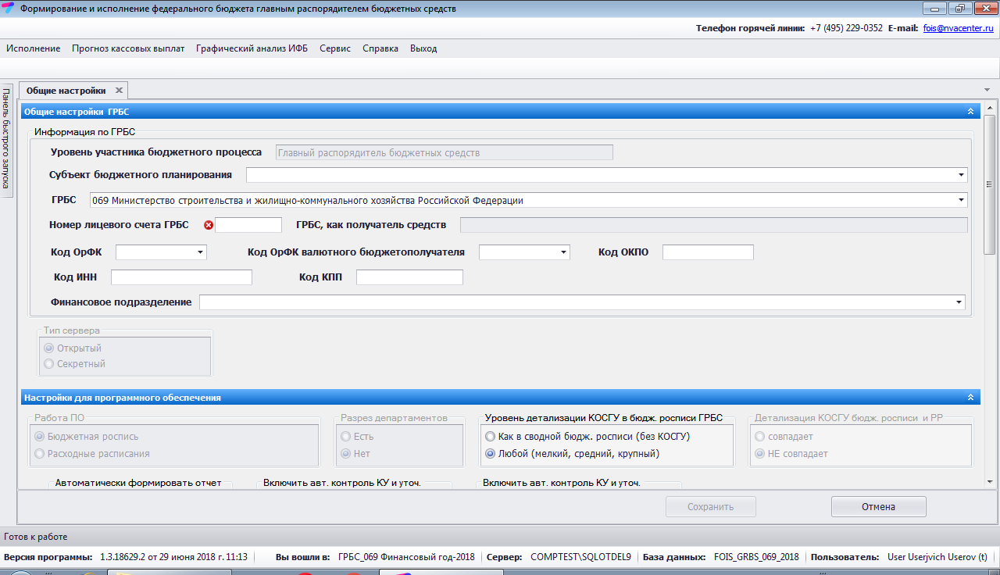 Формирование и исполнение федерального бюджета главным распорядителем бюджетных средств
Телефон горячей линии: +7 (495) 229-0352 E-mail: fois@nvacenter.ru
Исполнение Прогноз кассовых выплат Графический анализ ИФБ Сервис Справка Выход
Панель быстрого запуска
Общие настройки
Общие настройки ГРБС
Информация по ГРБС
Уровень участника бюджетного процесса Главный распорядитель бюджетных средств
Субъект бюджетного планирования
ГРБС 069 Министерство строительства и жилищно-коммунального хозяйства Российской Федерации
Номер лицевого счета ГРБС ГРБС, как получатель средств
Код ОрФК Код ОрФК валютного бюджетополучателя Код ОКПО
Код ИНН Код КПП
Финансовое подразделение
Тип сервера
Открытый
Секретный
Настройки для программного обеспечения
Работа ПО Разрез департаментов Уровень детализации КОСГУ в бюдж. росписи ГРБС Детализация КОСГУ бюдж. росписи и РР
Бюджетная роспись Есть Как в сводной бюдж. росписи (без КОСГУ) совпадает
Расходные расписания Нет Любой (мелкий, средний, крупный) НЕ совпадает
Автоматически формировать отчет Включить авт. контроль КУ и уточ. Включить авт. контроль КУ и уточ.
Сохранить Отмена
Готов к работе
Версия программы: 1.3.18629.2 от 29 июня 2018 г. 11:13 Вы вошли в: ГРБС_069 Финансовый год-2018 Сервер: COMPTEST\SQLOTDEL9 База данных: FOIS_GRBS_069_2018 Пользователь: User Userjvich Userov (t)